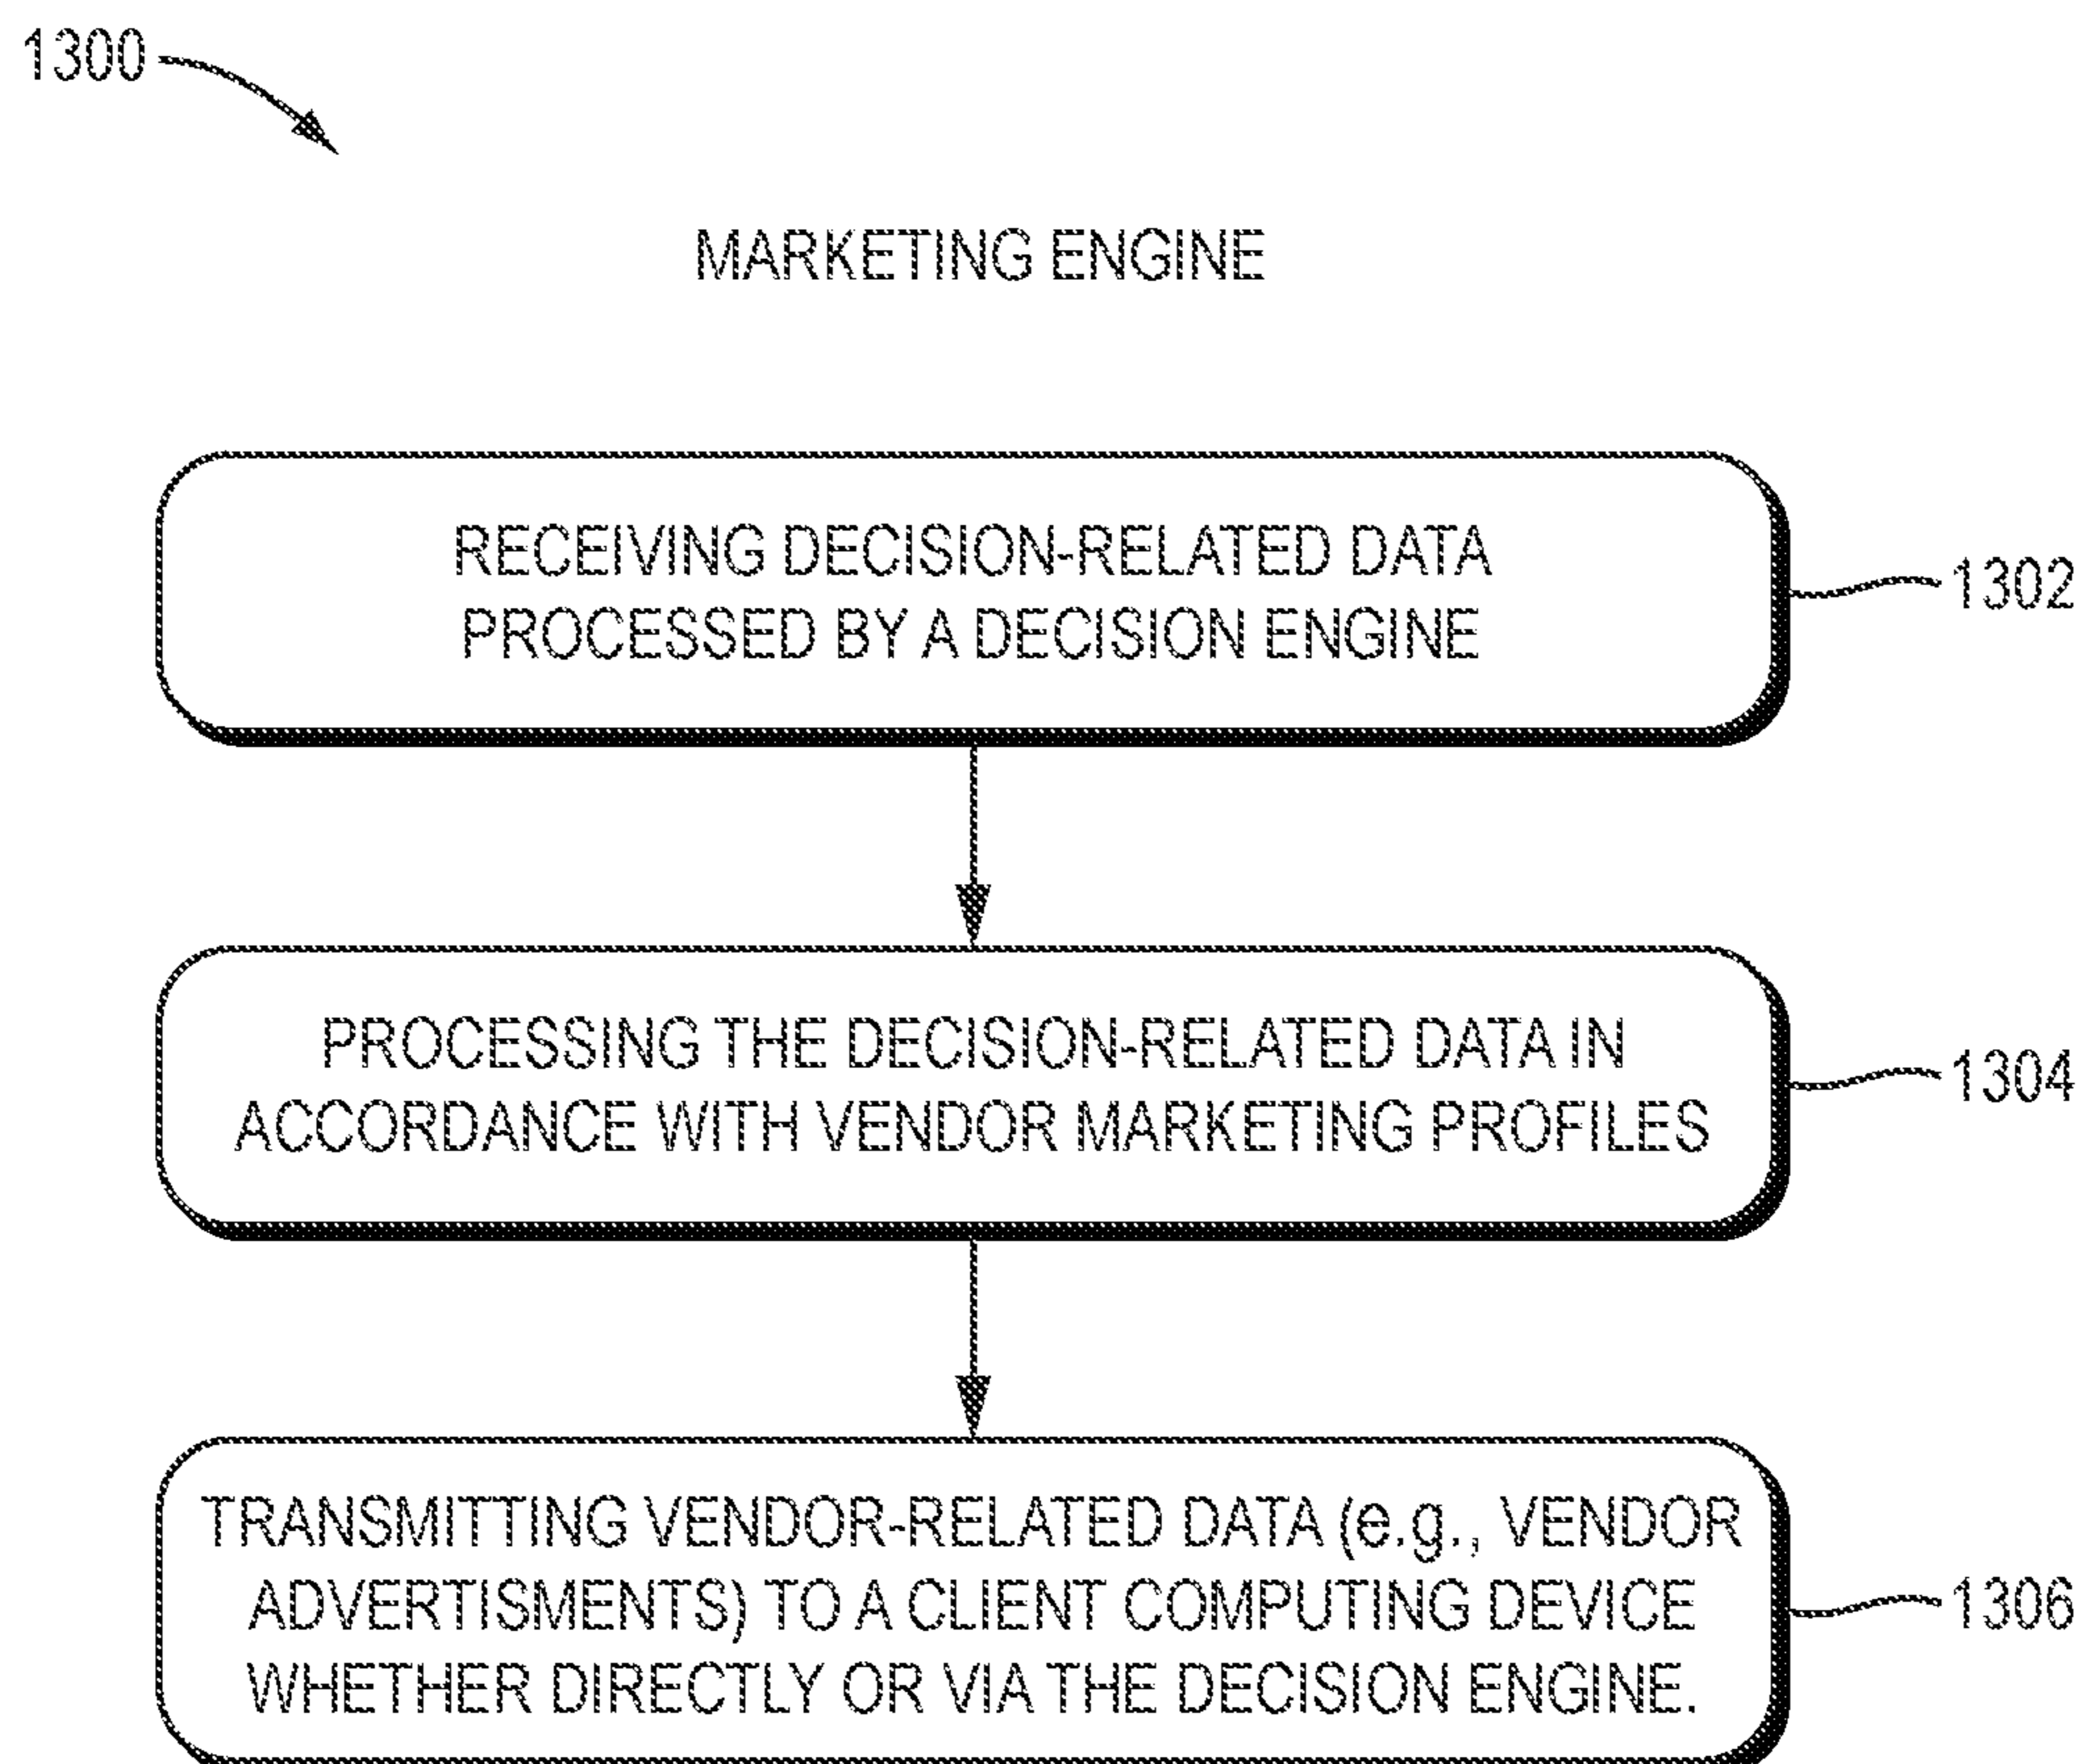 1300
MARKETING ENGINE
RECEIVING DECISION-RELATED DATA
PROCESSED BY A DECISION ENGINE
1302
PROCESSING THE DECISION-RELATED DATA IN
ACCORDANCE WITH VENDOR MARKETING PROFILES
1304
TRANSMITTING VENDOR-RELATED DATA (e.g., VENDOR
ADVERTISMENTS) TO A CLIENT COMPUTING DEVICE
WHETHER DIRECTLY OR VIA THE DECISION ENGINE.
1306